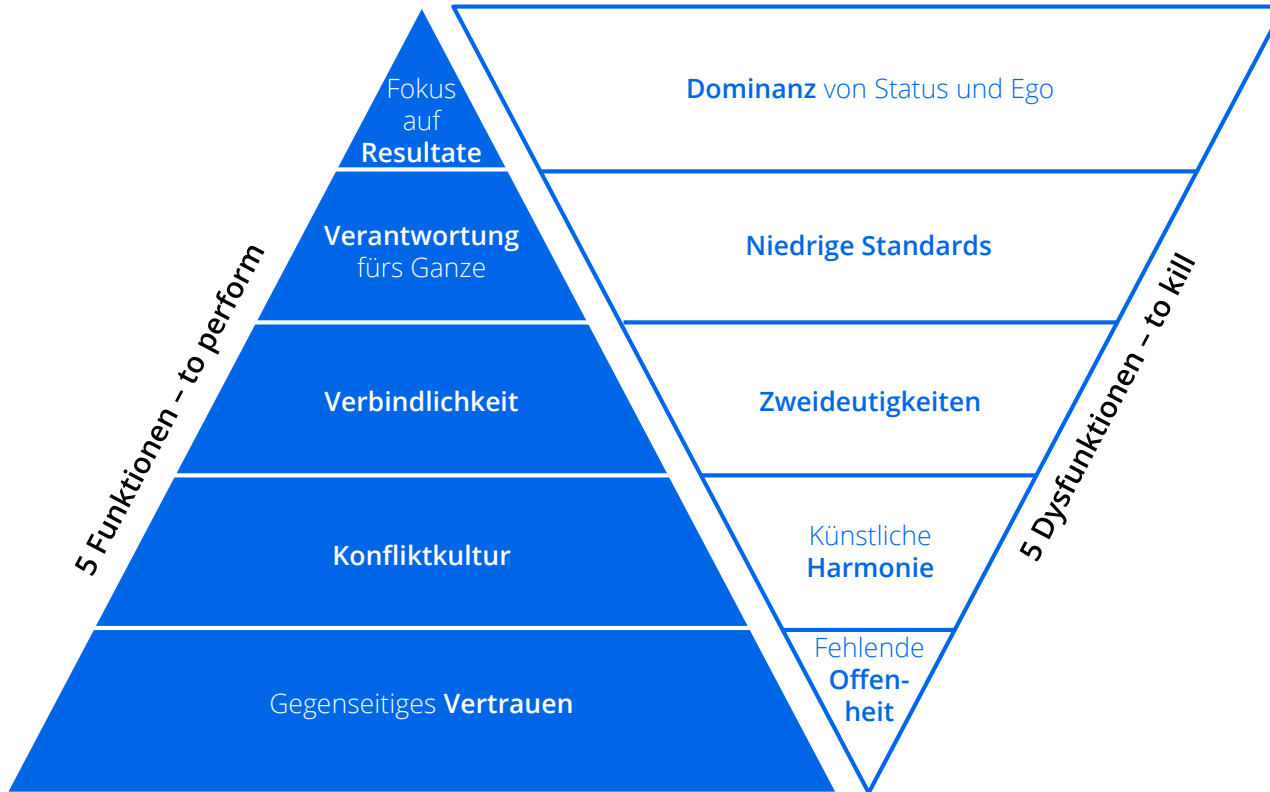 Fokus
auf
Resultate
Dominanz von Status und Ego
Verantwortung
fürs Ganze
Niedrige Standards
Verbindlichkeit
Zweideutigkeiten
Konfliktkultur
Künstliche
Harmonie
Gegenseitiges Vertrauen
Fehlende
Offen-
heit
5 Funktionen – to perform
5 Dysfunktionen – to kill